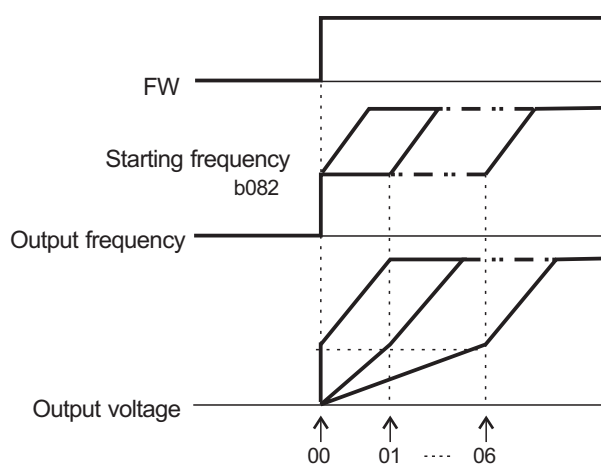 FW
Starting frequency
b082
Output frequency
Output voltage
00 01 ····· 06